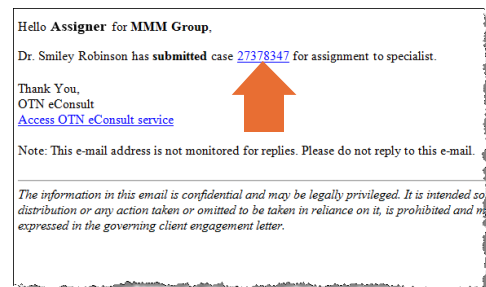 Hello Assigner for MMM Group,
Dr. Smiley Robinson has submitted case 27378347 for assignment to specialist.
Thank You,
OTN eConsult
Access OTN eConsult service
Note: This e-mail address is not monitored for replies. Please do not reply to this e-mail.
The information in this email is confidential and may be legally privileged. It is intended so
distribution or any action taken or omitted to be taken in reliance on it, is prohibited and m
expressed in the governing client engagement letter.